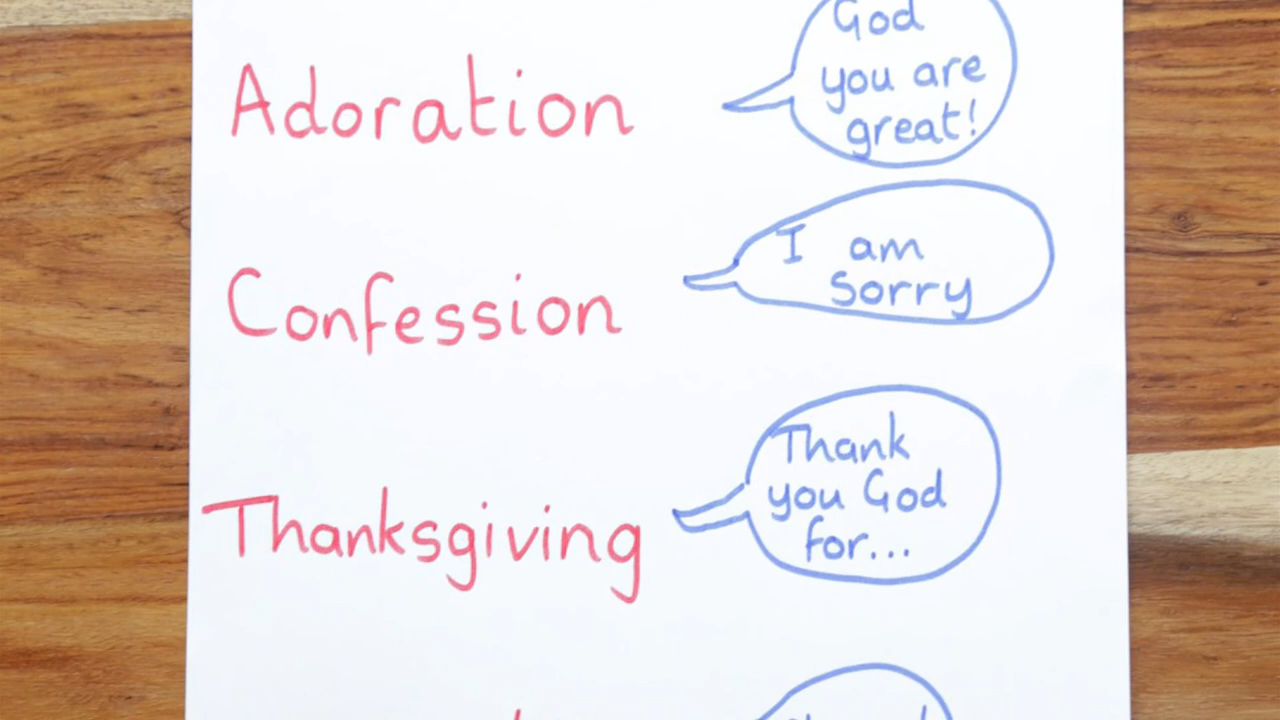 Adoration
God
you are
great!
Confession
I am
Sorry
Thanksgiving
Thank
you God
for...